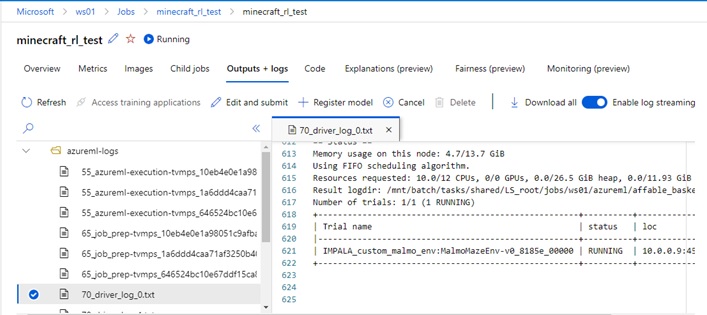 Microsoft > ws01 > Jobs > minecraft_rl_test > minecraft_rl_test
minecraft_rl_test Running
Overview Metrics Images Child jobs Outputs + logs Code Explanations (preview) Fairness (preview) Monitoring (preview)
Refresh Access training applications Edit and submit Register model Cancel Delete Download all Enable log streaming
70_driver_log_0.txt
azureml-logs
55_azureml-execution-tvmps_10eb4e0e1a98
55_azureml-execution-tvmps_1a6ddd4caa71
55_azureml-execution-tvmps_646524bc10e6
65_job_prep-tvmps_10eb4e0e1a98051c9afba
65_job_prep-tvmps_1a6ddd4caa71af3250b4
65_job_prep-tvmps_646524bc10e67ddf15ca8
70_driver_log_0.txt
612 == Status ==
613 Memory usage on this node: 4.7/13.7 GiB
614 Using FIFO scheduling algorithm.
615 Resources requested: 10.0/12 CPUs, 0/0 GPUs, 0.0/26.5 GiB heap, 0.0/11.93 GiB
616 Result logdir: /mnt/batch/tasks/shared/LS_root/jobs/ws01/azureml/affable_baske
617 Number of trials: 1/1 (1 RUNNING)
618
619 | Trial name | status | loc
620
621 | IMPALA_custom_malmo_env:MalmoMazeEnv-v0_8185e_00000 | RUNNING | 10.0.0.9:45
622
623
624
625